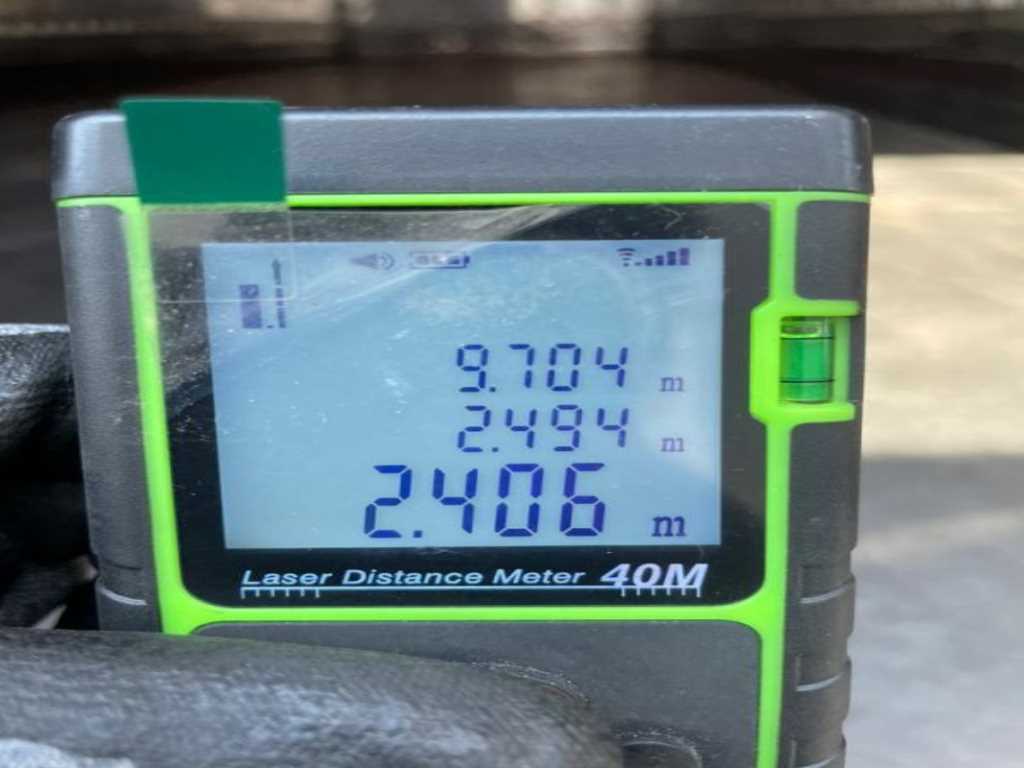 9.704 m
2.494 m
2.406 m
Laser Distance Meter 40M